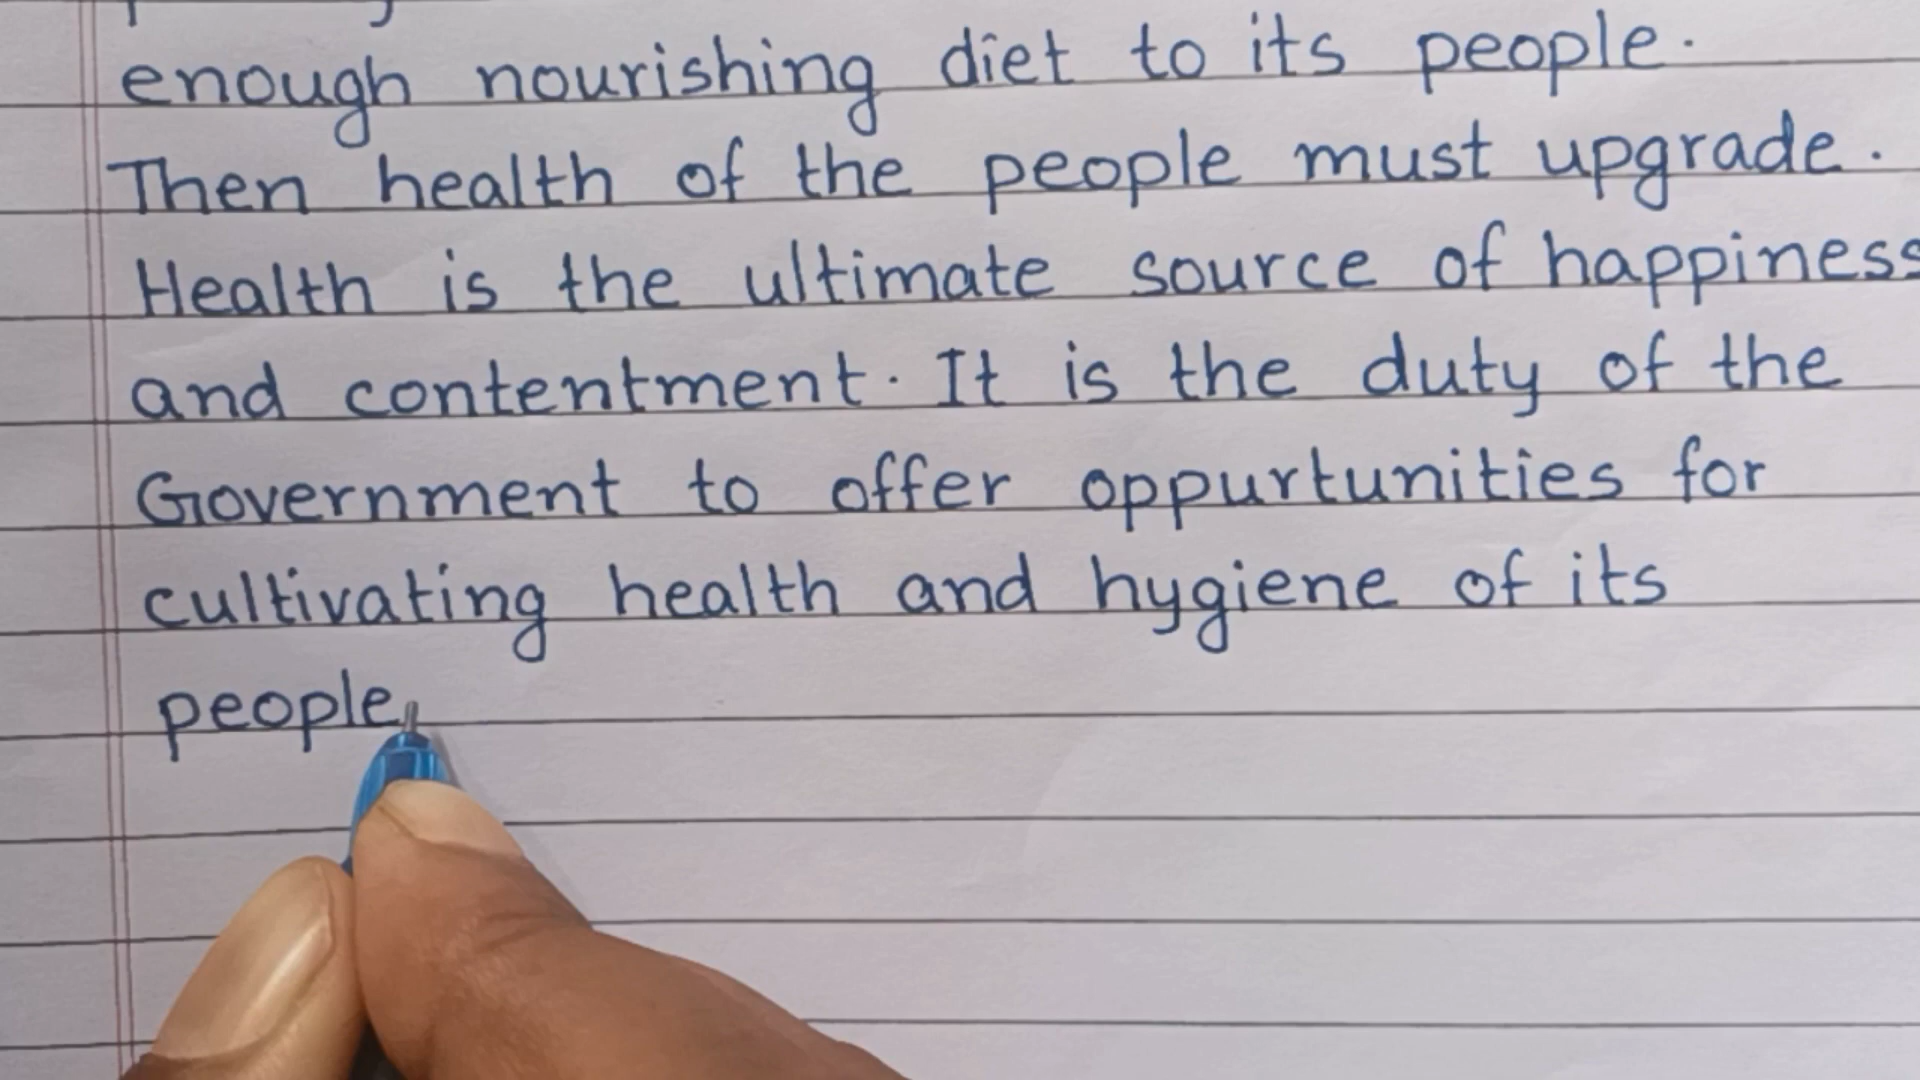 enough nourishing diet to its people.
Then health of the people must upgrade.
Health is the ultimate source of happiness
and contentment. It is the duty of the
Government to offer oppurtunities for
cultivating health and hygiene of its
people